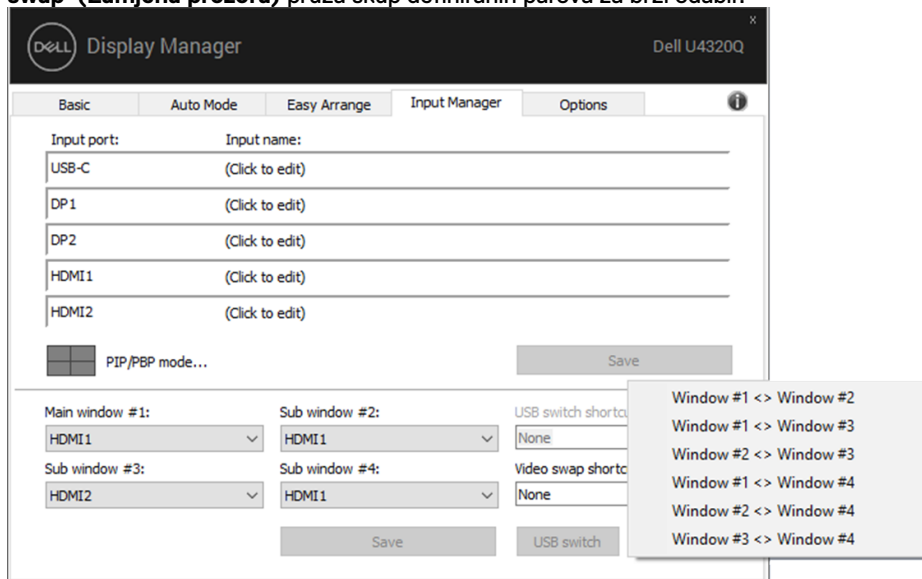 swap" (Zamjena prozora) pruža skup definiranih parova za brzi odabir.
x
DELL Display Manager Dell U4320Q
Basic Auto Mode Easy Arrange Input Manager Options
Input port: Input name:
USB-C (Click to edit)
DP1 (Click to edit)
DP2 (Click to edit)
HDMI1 (Click to edit)
HDMI2 (Click to edit)
PIP/PBP mode... Save
Main window #1: Sub window #2: USB switch shortcu
HDMI1 HDMI1 None
Sub window #3: Sub window #4: Video swap shortc
HDMI2 HDMI1 None
Save USB switch
Window #1 <> Window #2
Window #1 <> Window #3
Window #2 <> Window #3
Window #1 <> Window #4
Window #2 <> Window #4
Window #3 <> Window #4